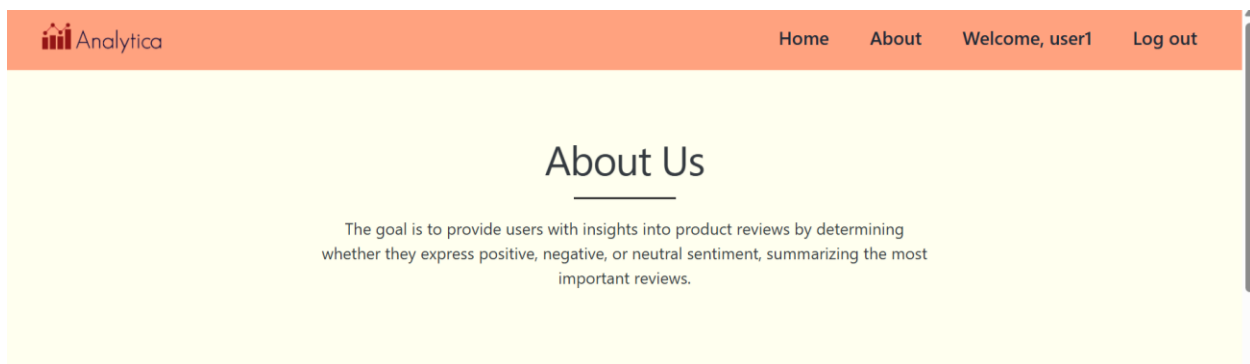 Analytica
Home About Welcome, user1 Log out
About Us
The goal is to provide users with insights into product reviews by determining
whether they express positive, negative, or neutral sentiment, summarizing the most
important reviews.